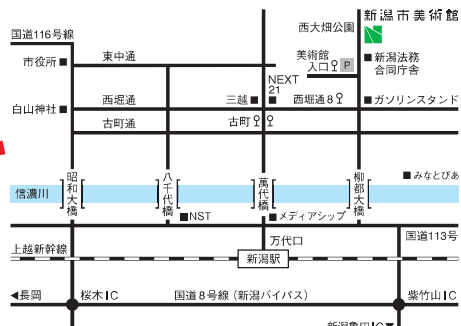 新潟市美術館
西大畑公園
国道116号線
市役所
東中通
美術館
入口
P
新潟法務
合同庁舎
NEXT
21
白山神社
西堀通
三越
西堀通8
ガソリンスタンド
古町通
古町
信濃川
昭和大橋
八千代橋
萬代橋
柳都大橋
みなとぴあ
NST
メディアシップ
国道113号
上越新幹線
万代口
新潟駅
◀長岡
桜木IC
国道8号線(新潟バイパス)
紫竹山IC
新潟亀田IC▼